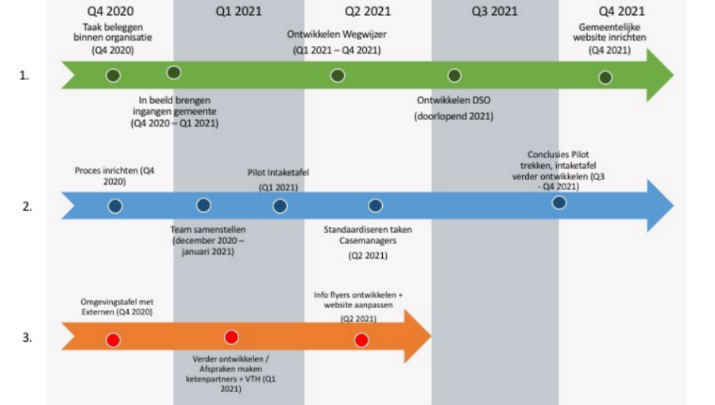 Q4 2020
Q1 2021
Q2 2021
Q3 2021
Q4 2021
Taak beleggen
binnen organisatie
(Q4 2020)
Ontwikkelen Wegwijzer
(Q1 2021 – Q4 2021)
Gemeentelijke
website inrichten
(Q4 2021)
1.
In beeld brengen
ingangen gemeente
(Q4 2020 – Q1 2021)
Ontwikkelen DSO
(doorlopend 2021)
Proces inrichten (Q4
2020)
Pilot Intaketafel
(Q1 2021)
Conclusies Pilot
trekken, intaketafel
verder ontwikkelen (Q3
- Q4 2021)
2.
Team samenstellen
(december 2020 –
januari 2021)
Standaardiseren taken
Casemanagers
(Q2 2021)
Omgevingstafel met
Externen (Q4 2020)
Info flyers ontwikkelen +
website aanpassen
(Q2 2021)
3.
Verder ontwikkelen /
Afspraken maken
ketenpartners + VTH (Q1
2021)